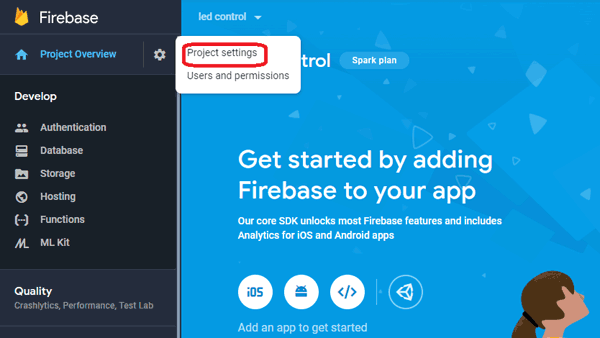 Firebase
led control
Project Overview
Project settings
Users and permissions
Spark plan
Develop
Authentication
Database
Storage
Hosting
Functions
ML Kit
Get started by adding
Firebase to your app
Our core SDK unlocks most Firebase features and includes
Analytics for iOS and Android apps
iOS
Add an app to get started
Quality
Crashlytics, Performance, Test Lab